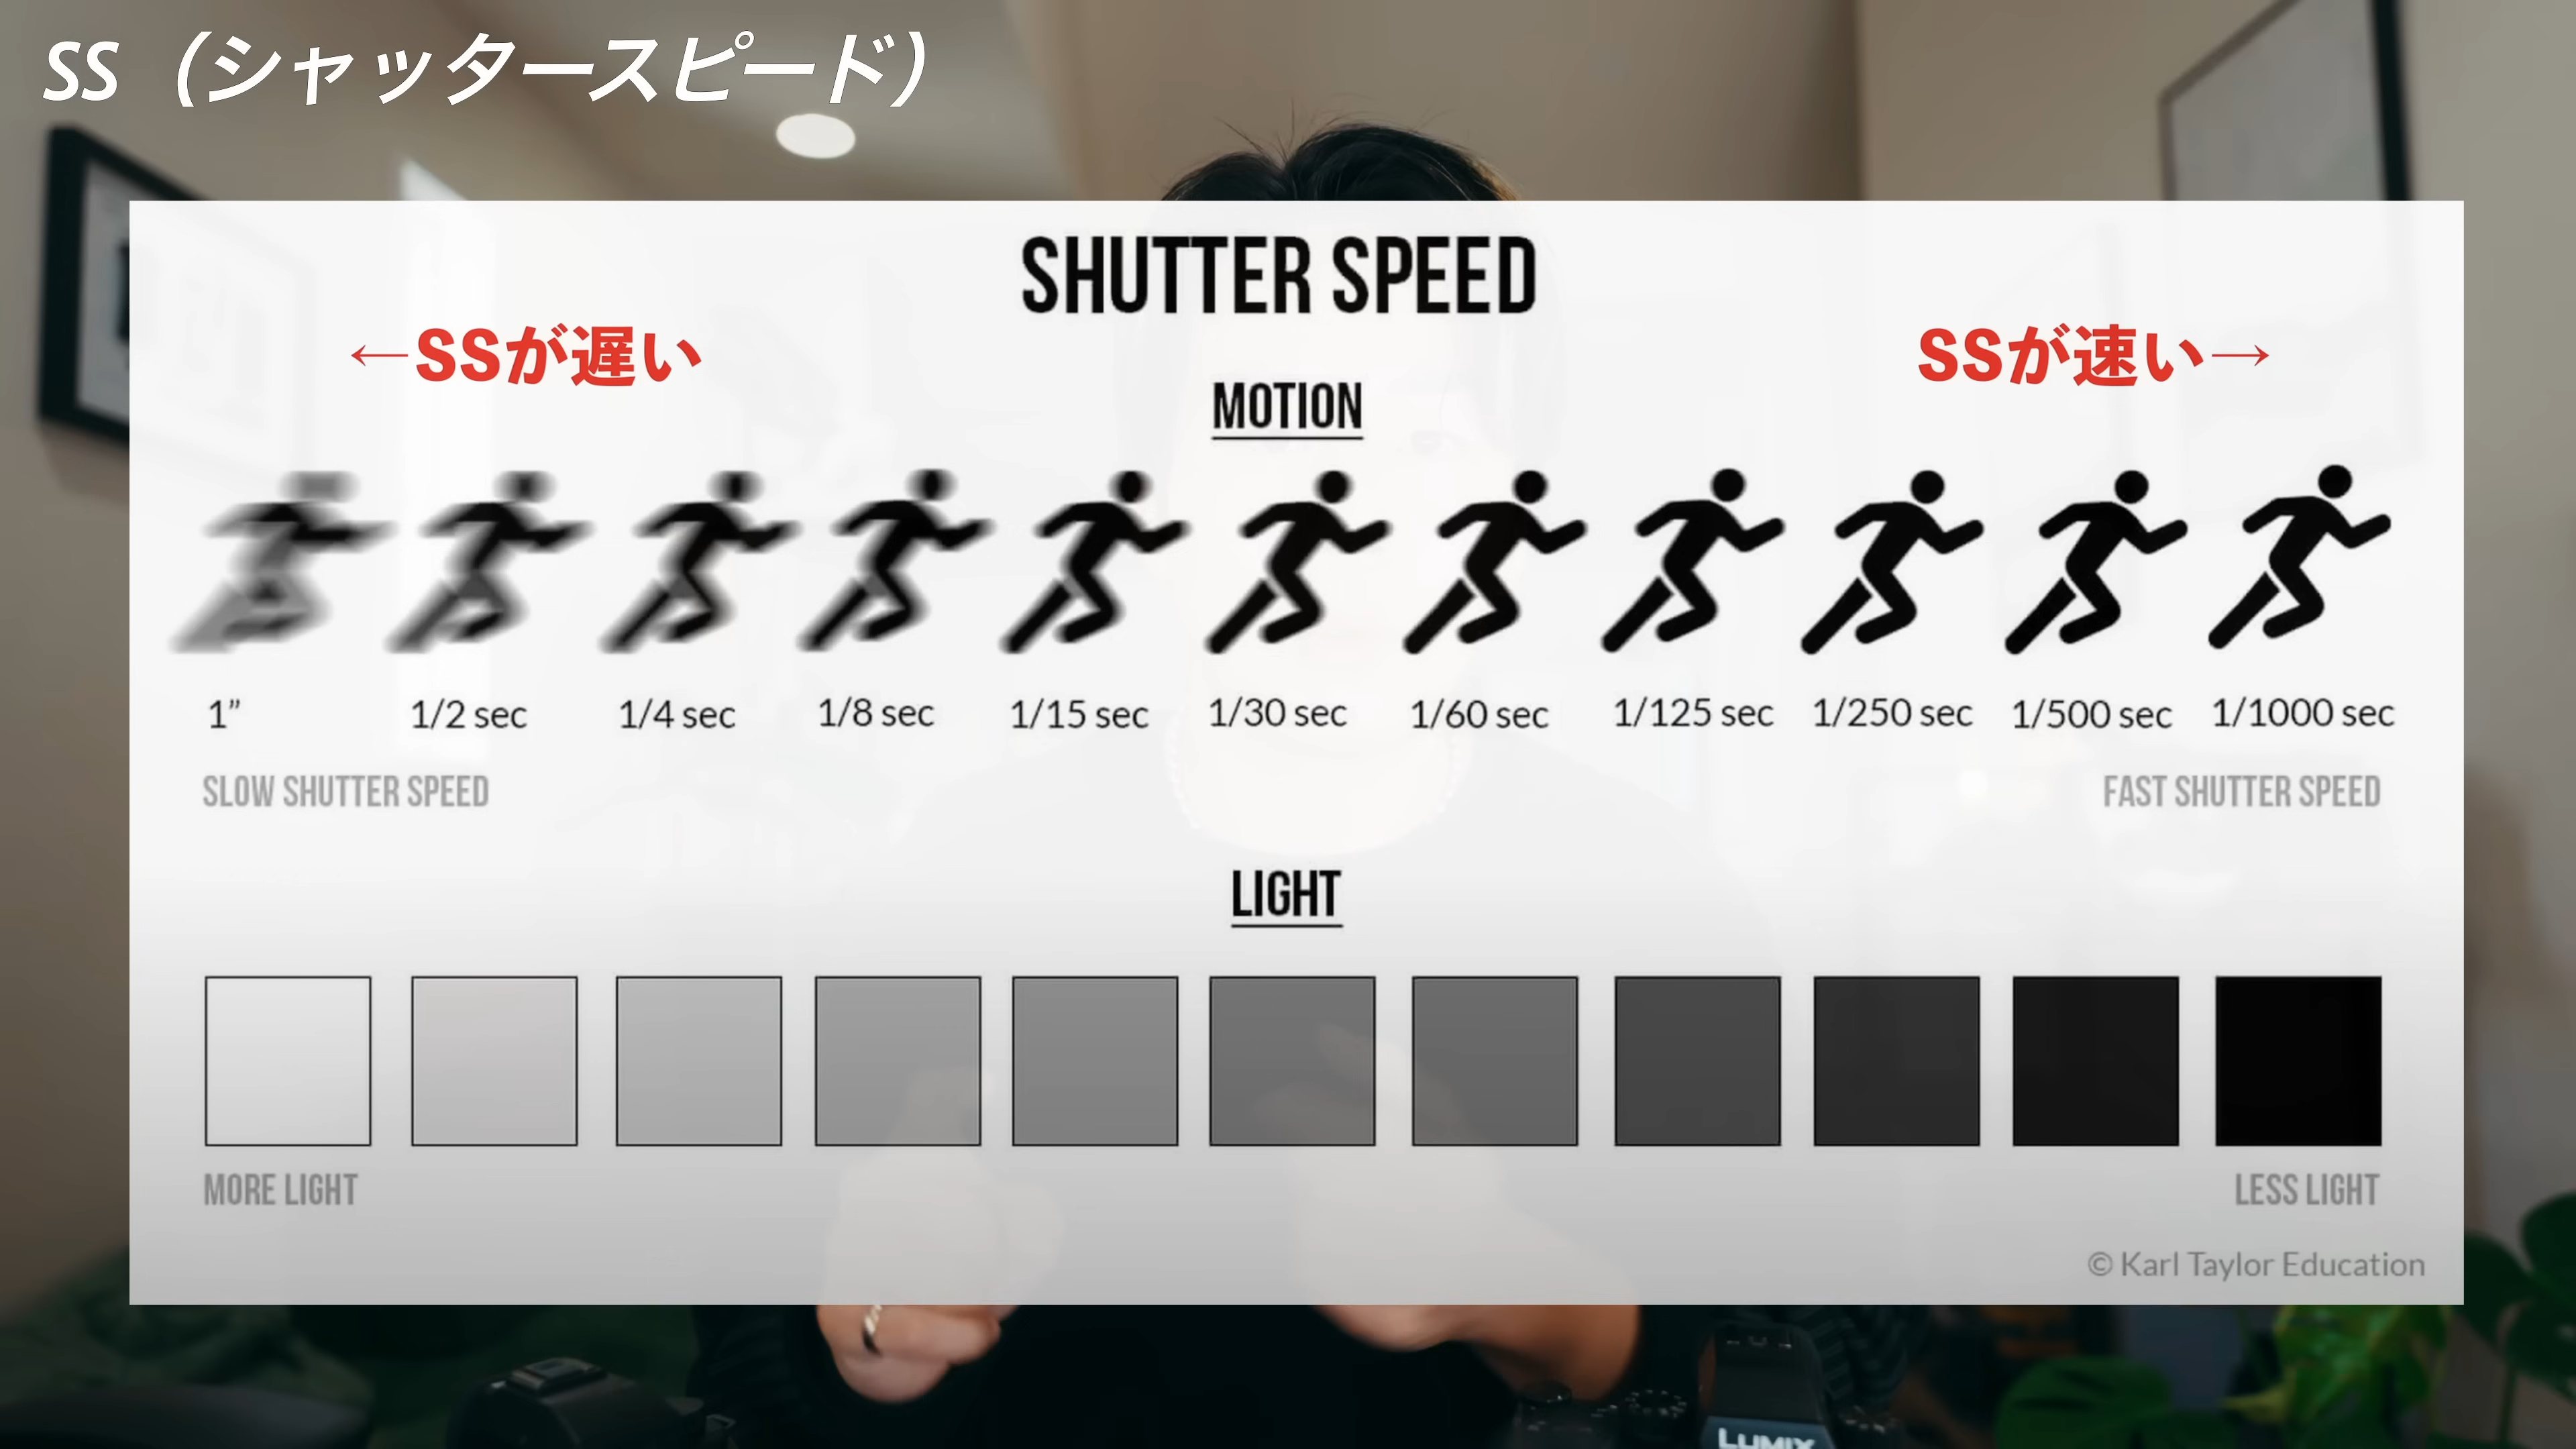 SS（シャッタースピード）
SHUTTER SPEED
←SSが遅い
SSが速い→
MOTION
1” 1/2 sec 1/4 sec 1/8 sec 1/15 sec 1/30 sec 1/60 sec 1/125 sec 1/250 sec 1/500 sec 1/1000 sec
SLOW SHUTTER SPEED
FAST SHUTTER SPEED
LIGHT
MORE LIGHT
LESS LIGHT
© Karl Taylor Education
LUMIX